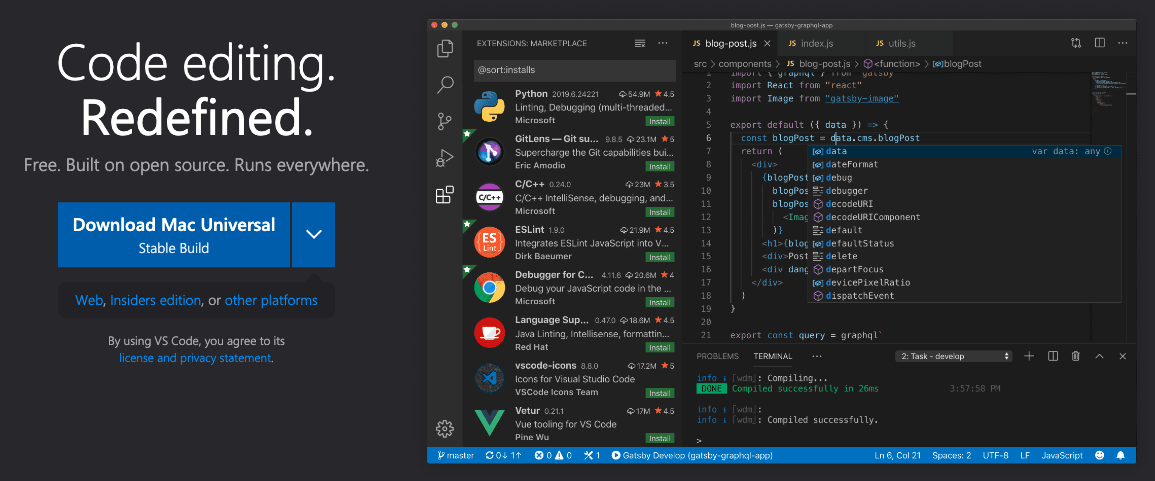 Code editing.
Redefined.
Free. Built on open source. Runs everywhere.
Download Mac Universal
Stable Build
Web, Insiders edition, or other platforms
By using VS Code, you agree to its
license and privacy statement.
blog-post.js — gatsby-graphql-app
EXTENSIONS: MARKETPLACE
@sort:installs
Python 2019.6.24221 54.9M ★4.5
Linting, Debugging (multi-threaded...
Microsoft Install
GitLens — Git su... 9.8.5 23.1M ★5
Supercharge the Git capabilities bui...
Eric Amodio Install
C/C++ 0.24.0 23M ★3.5
C/C++ IntelliSense, debugging, and...
Microsoft Install
ESLint 1.9.0 21.9M ★4.5
Integrates ESLint JavaScript into V...
Dirk Baeumer Install
Debugger for C... 4.11.6 20.6M ★4
Debug your JavaScript code in the ...
Microsoft Install
Language Sup... 0.47.0 18.6M ★4.5
Java Linting, Intellisense, formattin...
Red Hat Install
vscode-icons 8.8.0 17.2M ★5
Icons for Visual Studio Code
VSCode Icons Team Install
Vetur 0.21.1 17M ★4.5
Vue tooling for VS Code
Pine Wu Install
C/C++
ES
Lint
JS blog-post.js JS index.js JS utils.js
src > components > JS blog-post.js > <function> > blogPost
1 import { graphql } from "gatsby"
2 import React from "react"
3 import Image from "gatsby-image"
4
5 export default ({ data }) => {
6 const blogPost = data.cms.blogPost
7 return (
8 <div>
9 {blogPos
10 blogPos
11 blogPos
12 <Imag
13 )}
14 <h1>{blog
15 <div>Post
16 <div dang
17 </div>
18 )
19 }
20
21 export const query = graphql`
data var data: any
dateFormat
debug
debugger
decodeURI
decodeURIComponent
default
defaultStatus
delete
departFocus
devicePixelRatio
dispatchEvent
PROBLEMS TERMINAL ... 2: Task - develop
info : [wdm]: Compiling...
DONE Compiled successfully in 26ms 3:57:58 PM
info : [wdm]:
info : [wdm]: Compiled successfully.
>
master 0↓ 1↑ 0 0 1 Gatsby Develop (gatsby-graphql-app) Ln 6, Col 21 Spaces: 2 UTF-8 LF JavaScript